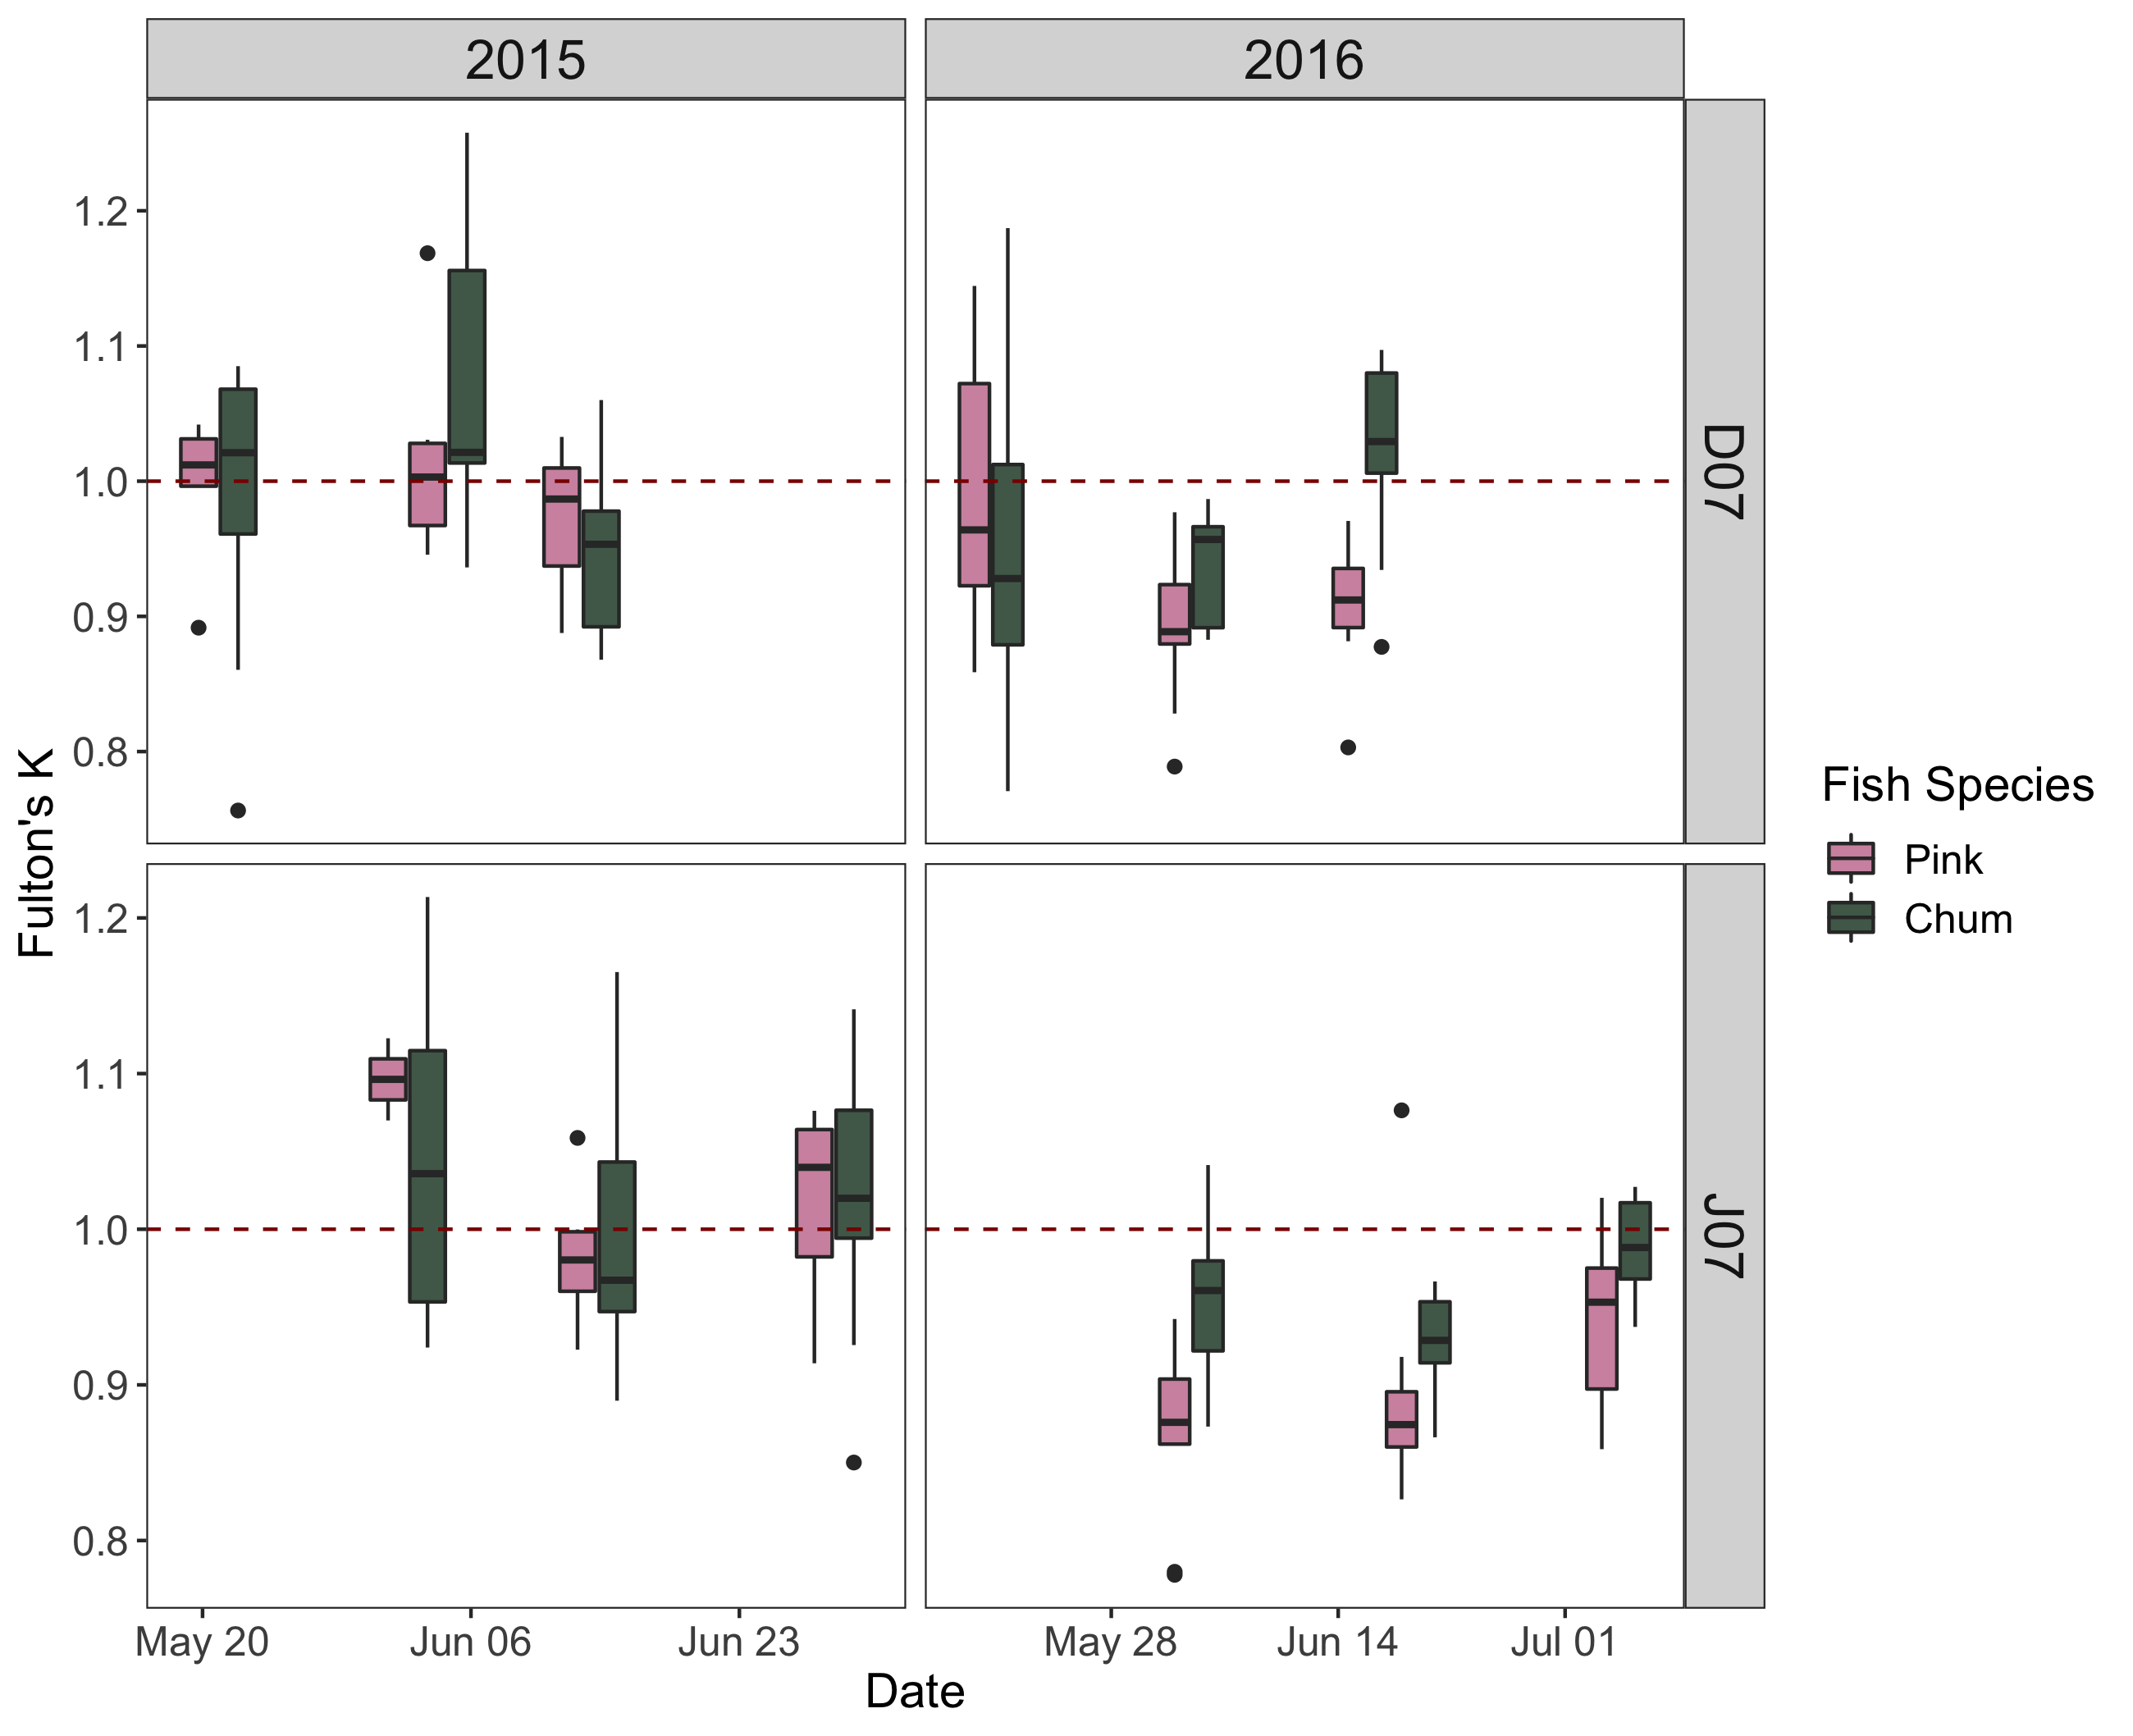 2015
2016
1.2
1.1
1.0
0.9
0.8
D07
Fulton's K
Fish Species
Pink
Chum
1.2
1.1
1.0
0.9
0.8
J07
May 20
Jun 06
Jun 23
May 28
Jun 14
Jul 01
Date